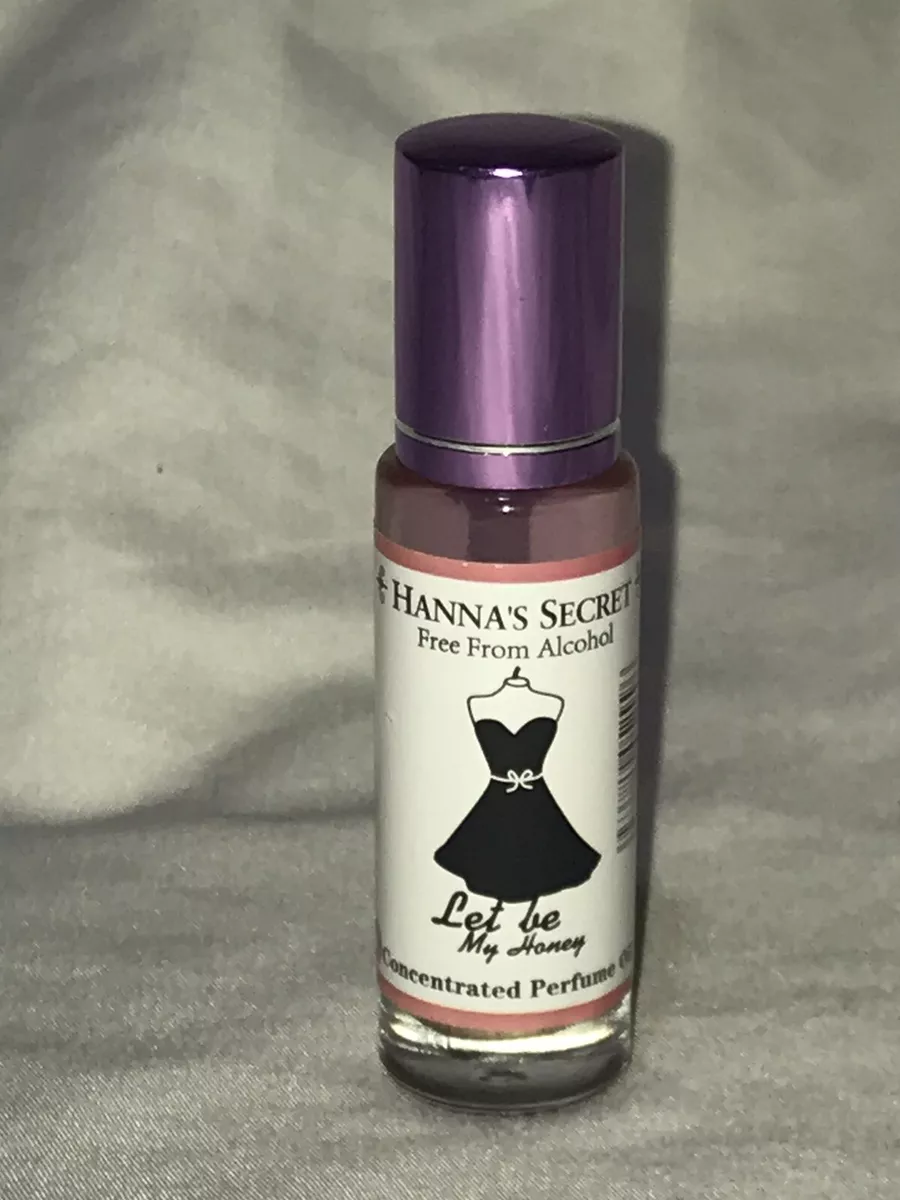 HANNA'S SECRET
Free From Alcohol
Let be
My Honey
Concentrated Perfume